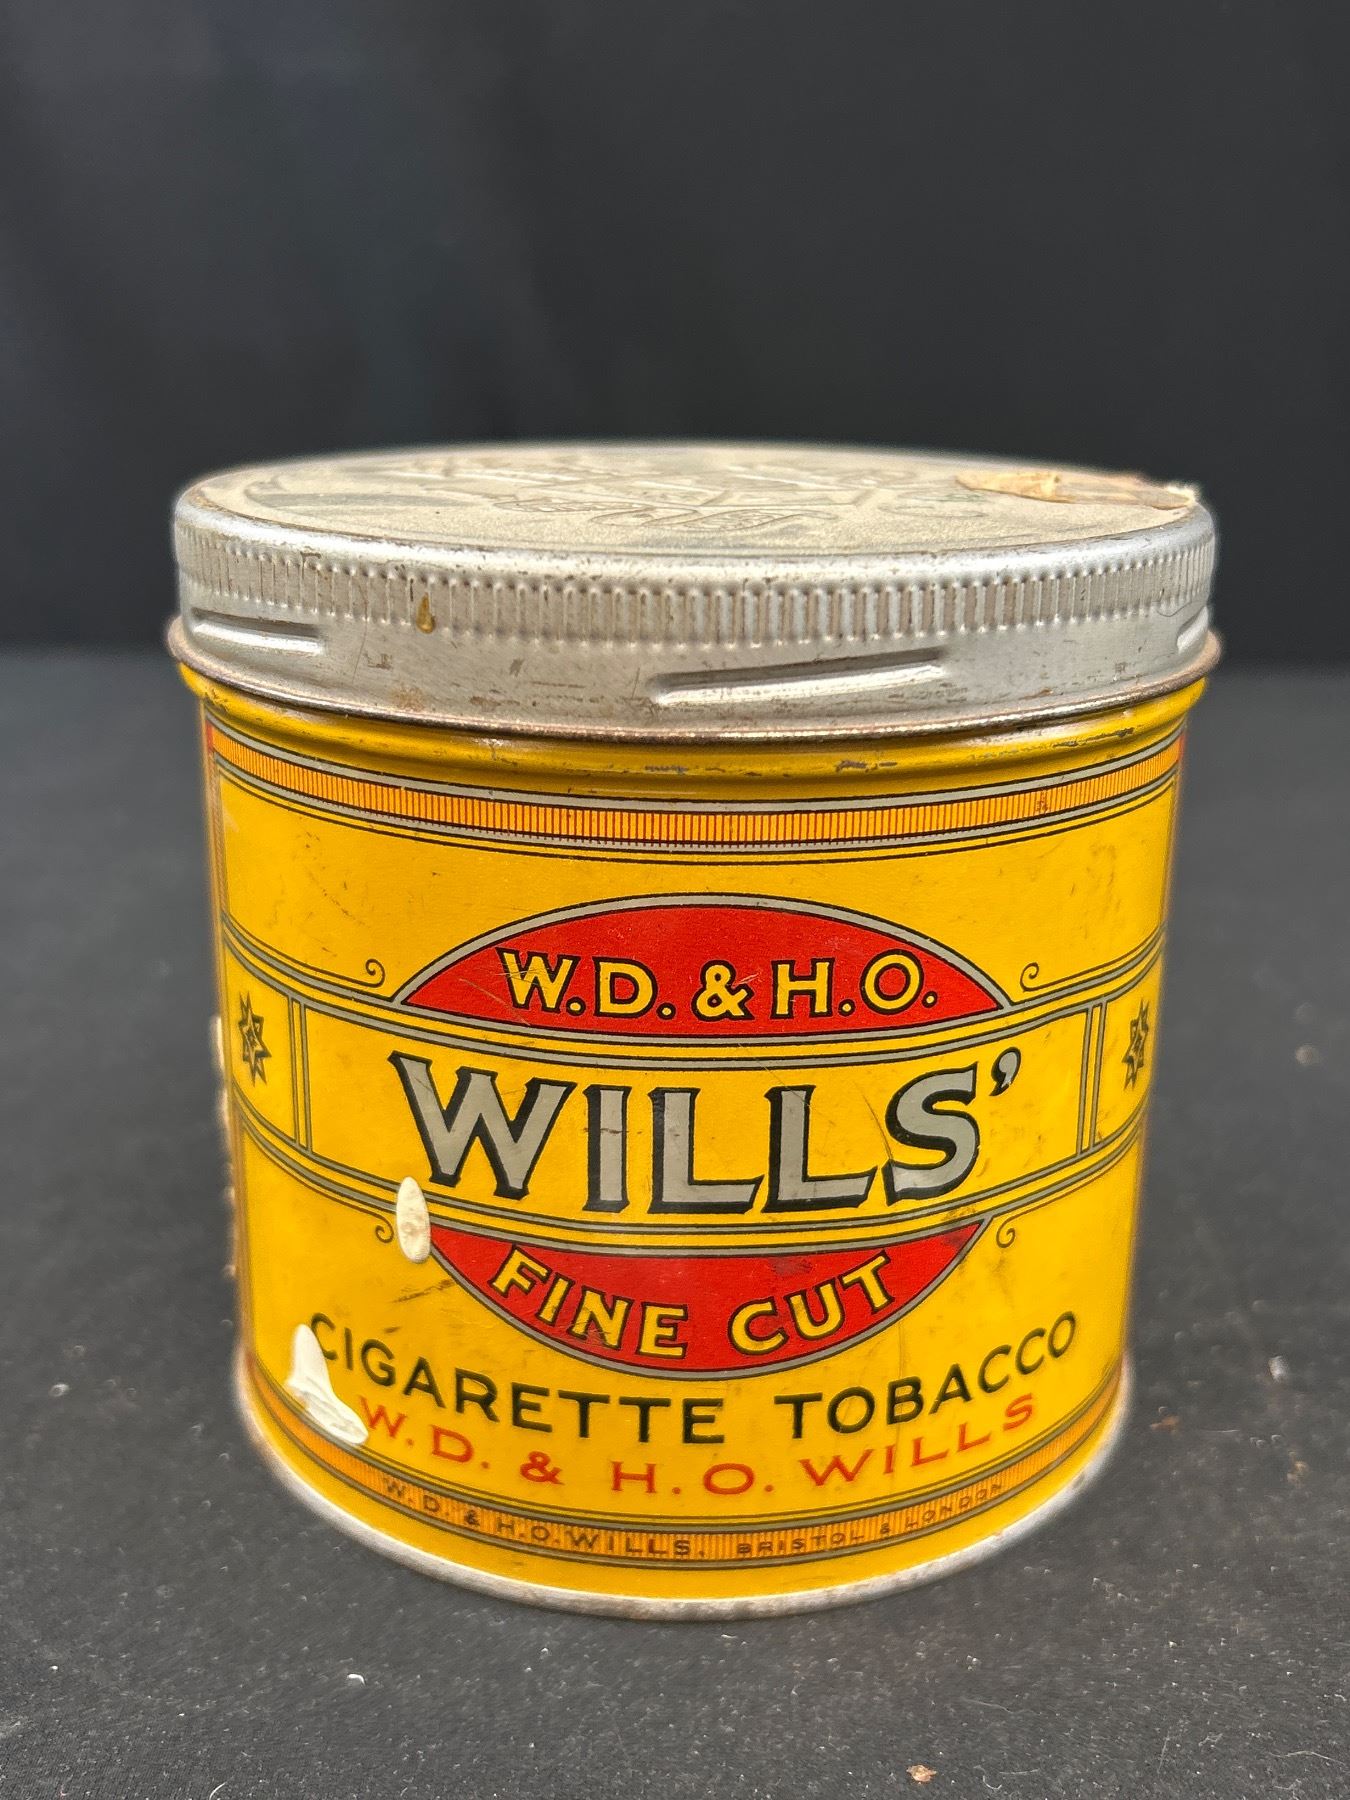 W.D. & H.O.
WILLS'
FINE CUT
CIGARETTE TOBACCO
W.D. & H.O. WILLS
W.D. & H.O. WILLS, BRISTOL & LONDON